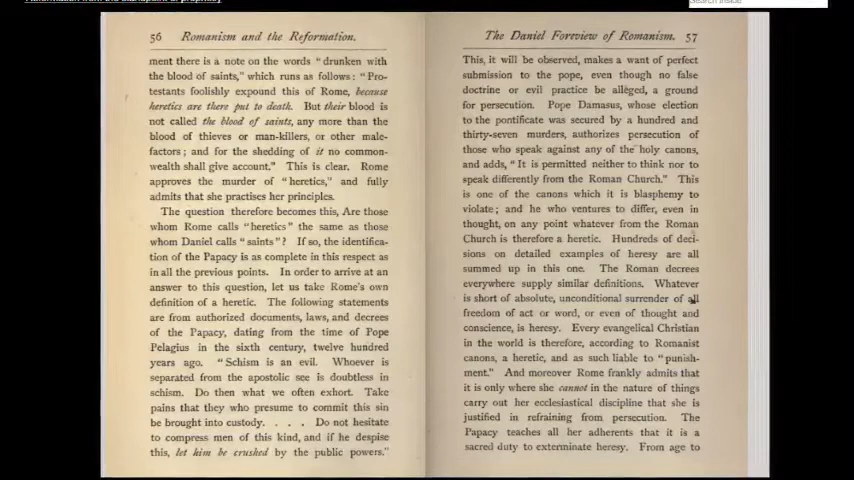 56 Romanism and the Reformation.
ment there is a note on the words “drunken with
the blood of saints,” which runs as follows : “Pro-
testants foolishly expound this of Rome, because
heretics are there put to death. But their blood is
not called the blood of saints, any more than the
blood of thieves or man-killers, or other male-
factors ; and for the shedding of it no common-
wealth shall give account.” This is clear. Rome
approves the murder of “heretics,” and fully
admits that she practises her principles.
The question therefore becomes this, Are those
whom Rome calls “heretics” the same as those
whom Daniel calls “saints”? If so, the identifica-
tion of the Papacy is as complete in this respect as
in all the previous points. In order to arrive at an
answer to this question, let us take Rome's own
definition of a heretic. The following statements
are from authorized documents, laws, and decrees
of the Papacy, dating from the time of Pope
Pelagius in the sixth century, twelve hundred
years ago. “Schism is an evil. Whoever is
separated from the apostolic see is doubtless in
schism. Do then what we often exhort. Take
pains that they who presume to commit this sin
be brought into custody. . . . Do not hesitate
to compress men of this kind, and if he despise
this, let him be crushed by the public powers.”
The Daniel Foreview of Romanism. 57
This, it will be observed, makes a want of perfect
submission to the pope, even though no false
doctrine or evil practice be alleged, a ground
for persecution. Pope Damasus, whose election
to the pontificate was secured by a hundred and
thirty-seven murders, authorizes persecution of
those who speak against any of the holy canons,
and adds, “It is permitted neither to think nor to
speak differently from the Roman Church.” This
is one of the canons which it is blasphemy to
violate ; and he who ventures to differ, even in
thought, on any point whatever from the Roman
Church is therefore a heretic. Hundreds of deci-
sions on detailed examples of heresy are all
summed up in this one. The Roman decrees
everywhere supply similar definitions. Whatever
is short of absolute, unconditional surrender of all
freedom of act or word, or even of thought and
conscience, is heresy. Every evangelical Christian
in the world is therefore, according to Romanist
canons, a heretic, and as such liable to “punish-
ment.” And moreover Rome frankly admits that
it is only where she cannot in the nature of things
carry out her ecclesiastical discipline that she is
justified in refraining from persecution. The
Papacy teaches all her adherents that it is a
sacred duty to exterminate heresy. From age to